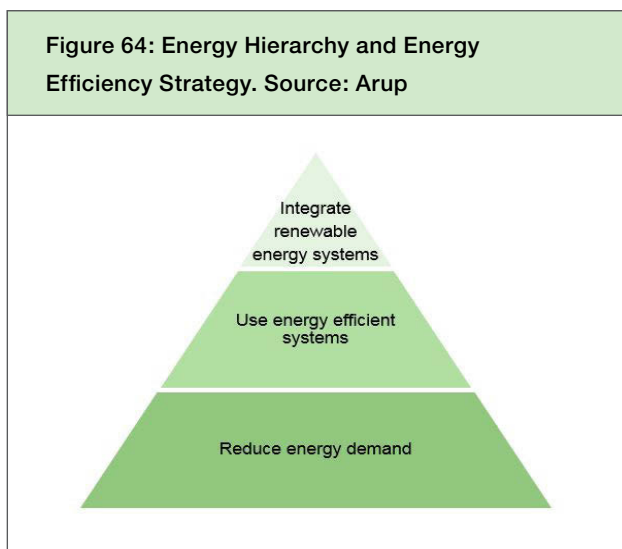 Figure 64: Energy Hierarchy and Energy
Efficiency Strategy. Source: Arup
Integrate
renewable
energy systems
Use energy efficient
systems
Reduce energy demand